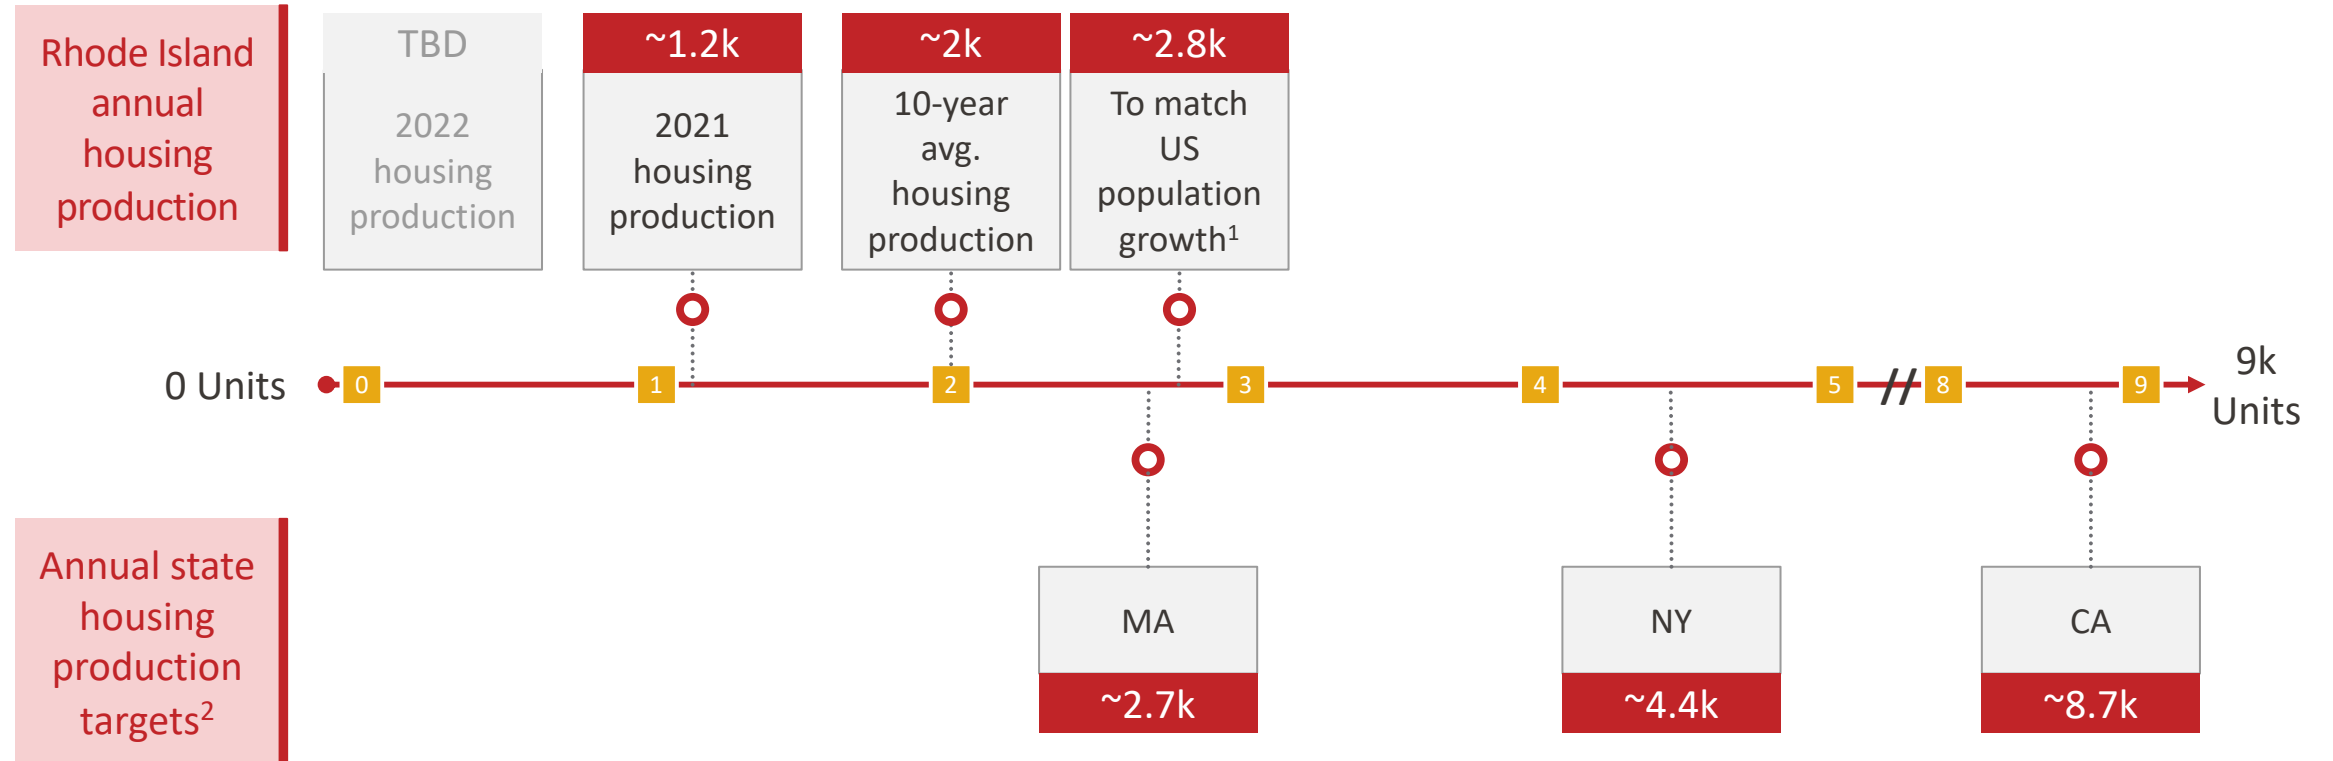 Rhode Island
annual
housing
production
TBD
2022
housing
production
~1.2k
2021
housing
production
~2k
10-year
avg.
housing
production
~2.8k
To match
US
population
growth1
0 Units
0
1
2
3
4
5
//
8
9
9k
Units
Annual state
housing
production
targets2
MA
~2.7k
NY
~4.4k
CA
~8.7k